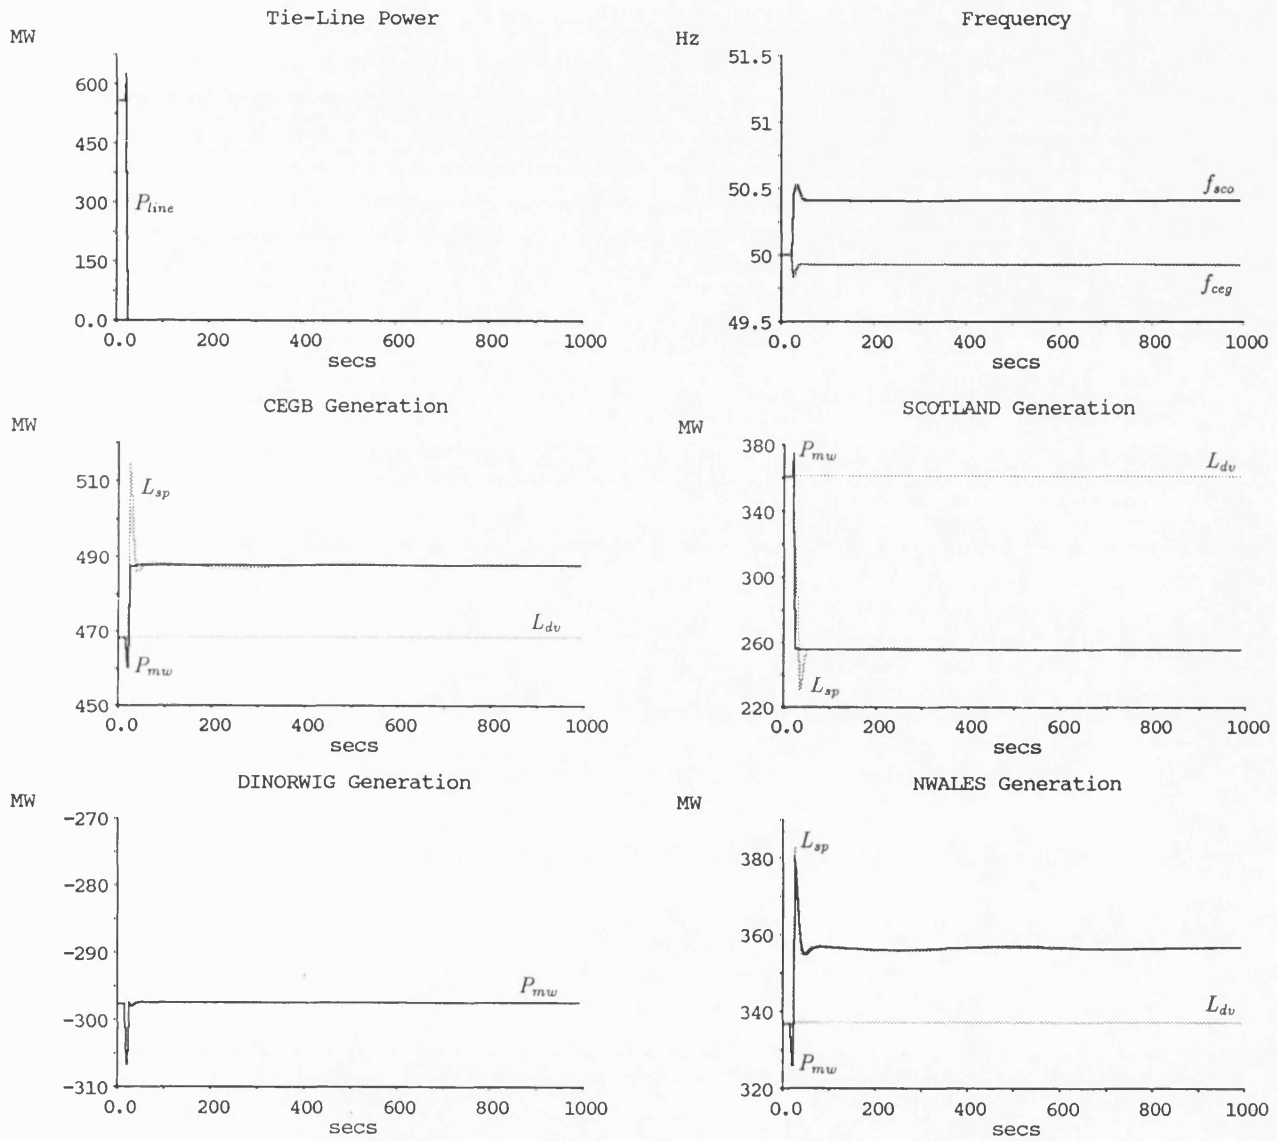 Tie-Line Power
MW
600
450
300
150
0.0
P_line
0.0 200 400 600 800 1000
secs
Frequency
Hz
51.5
51
50.5
50
49.5
f_sco
f_ceg
0.0 200 400 600 800 1000
secs
CEGB Generation
MW
510
490
470
450
L_sp
L_dv
P_mw
0.0 200 400 600 800 1000
secs
SCOTLAND Generation
MW
380
340
300
260
220
P_mw
L_dv
L_sp
0.0 200 400 600 800 1000
secs
DINORWIG Generation
MW
-270
-280
-290
-300
-310
P_mw
0.0 200 400 600 800 1000
secs
NWALES Generation
MW
380
360
340
320
L_sp
L_dv
P_mw
0.0 200 400 600 800 1000
secs